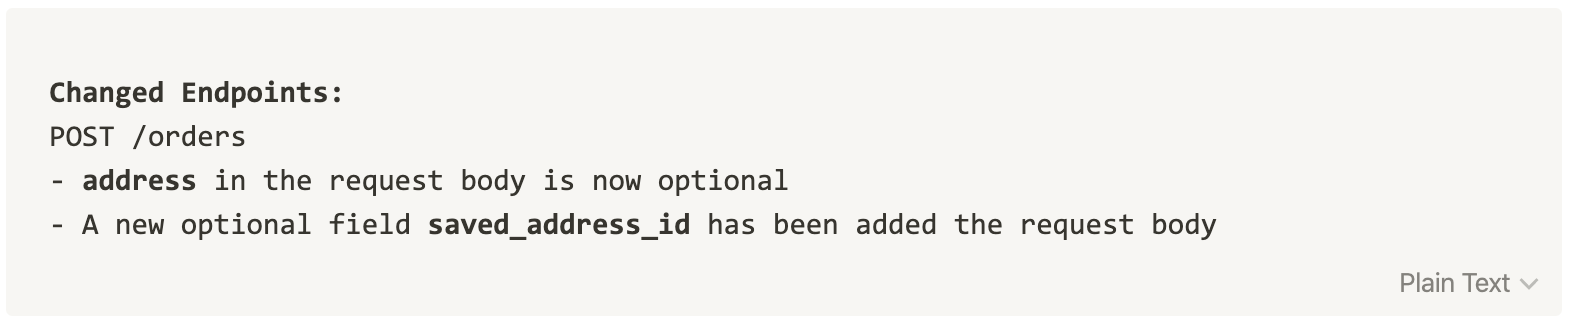 Changed Endpoints:
POST /orders
- address in the request body is now optional
- A new optional field saved_address_id has been added the request body
Plain Text